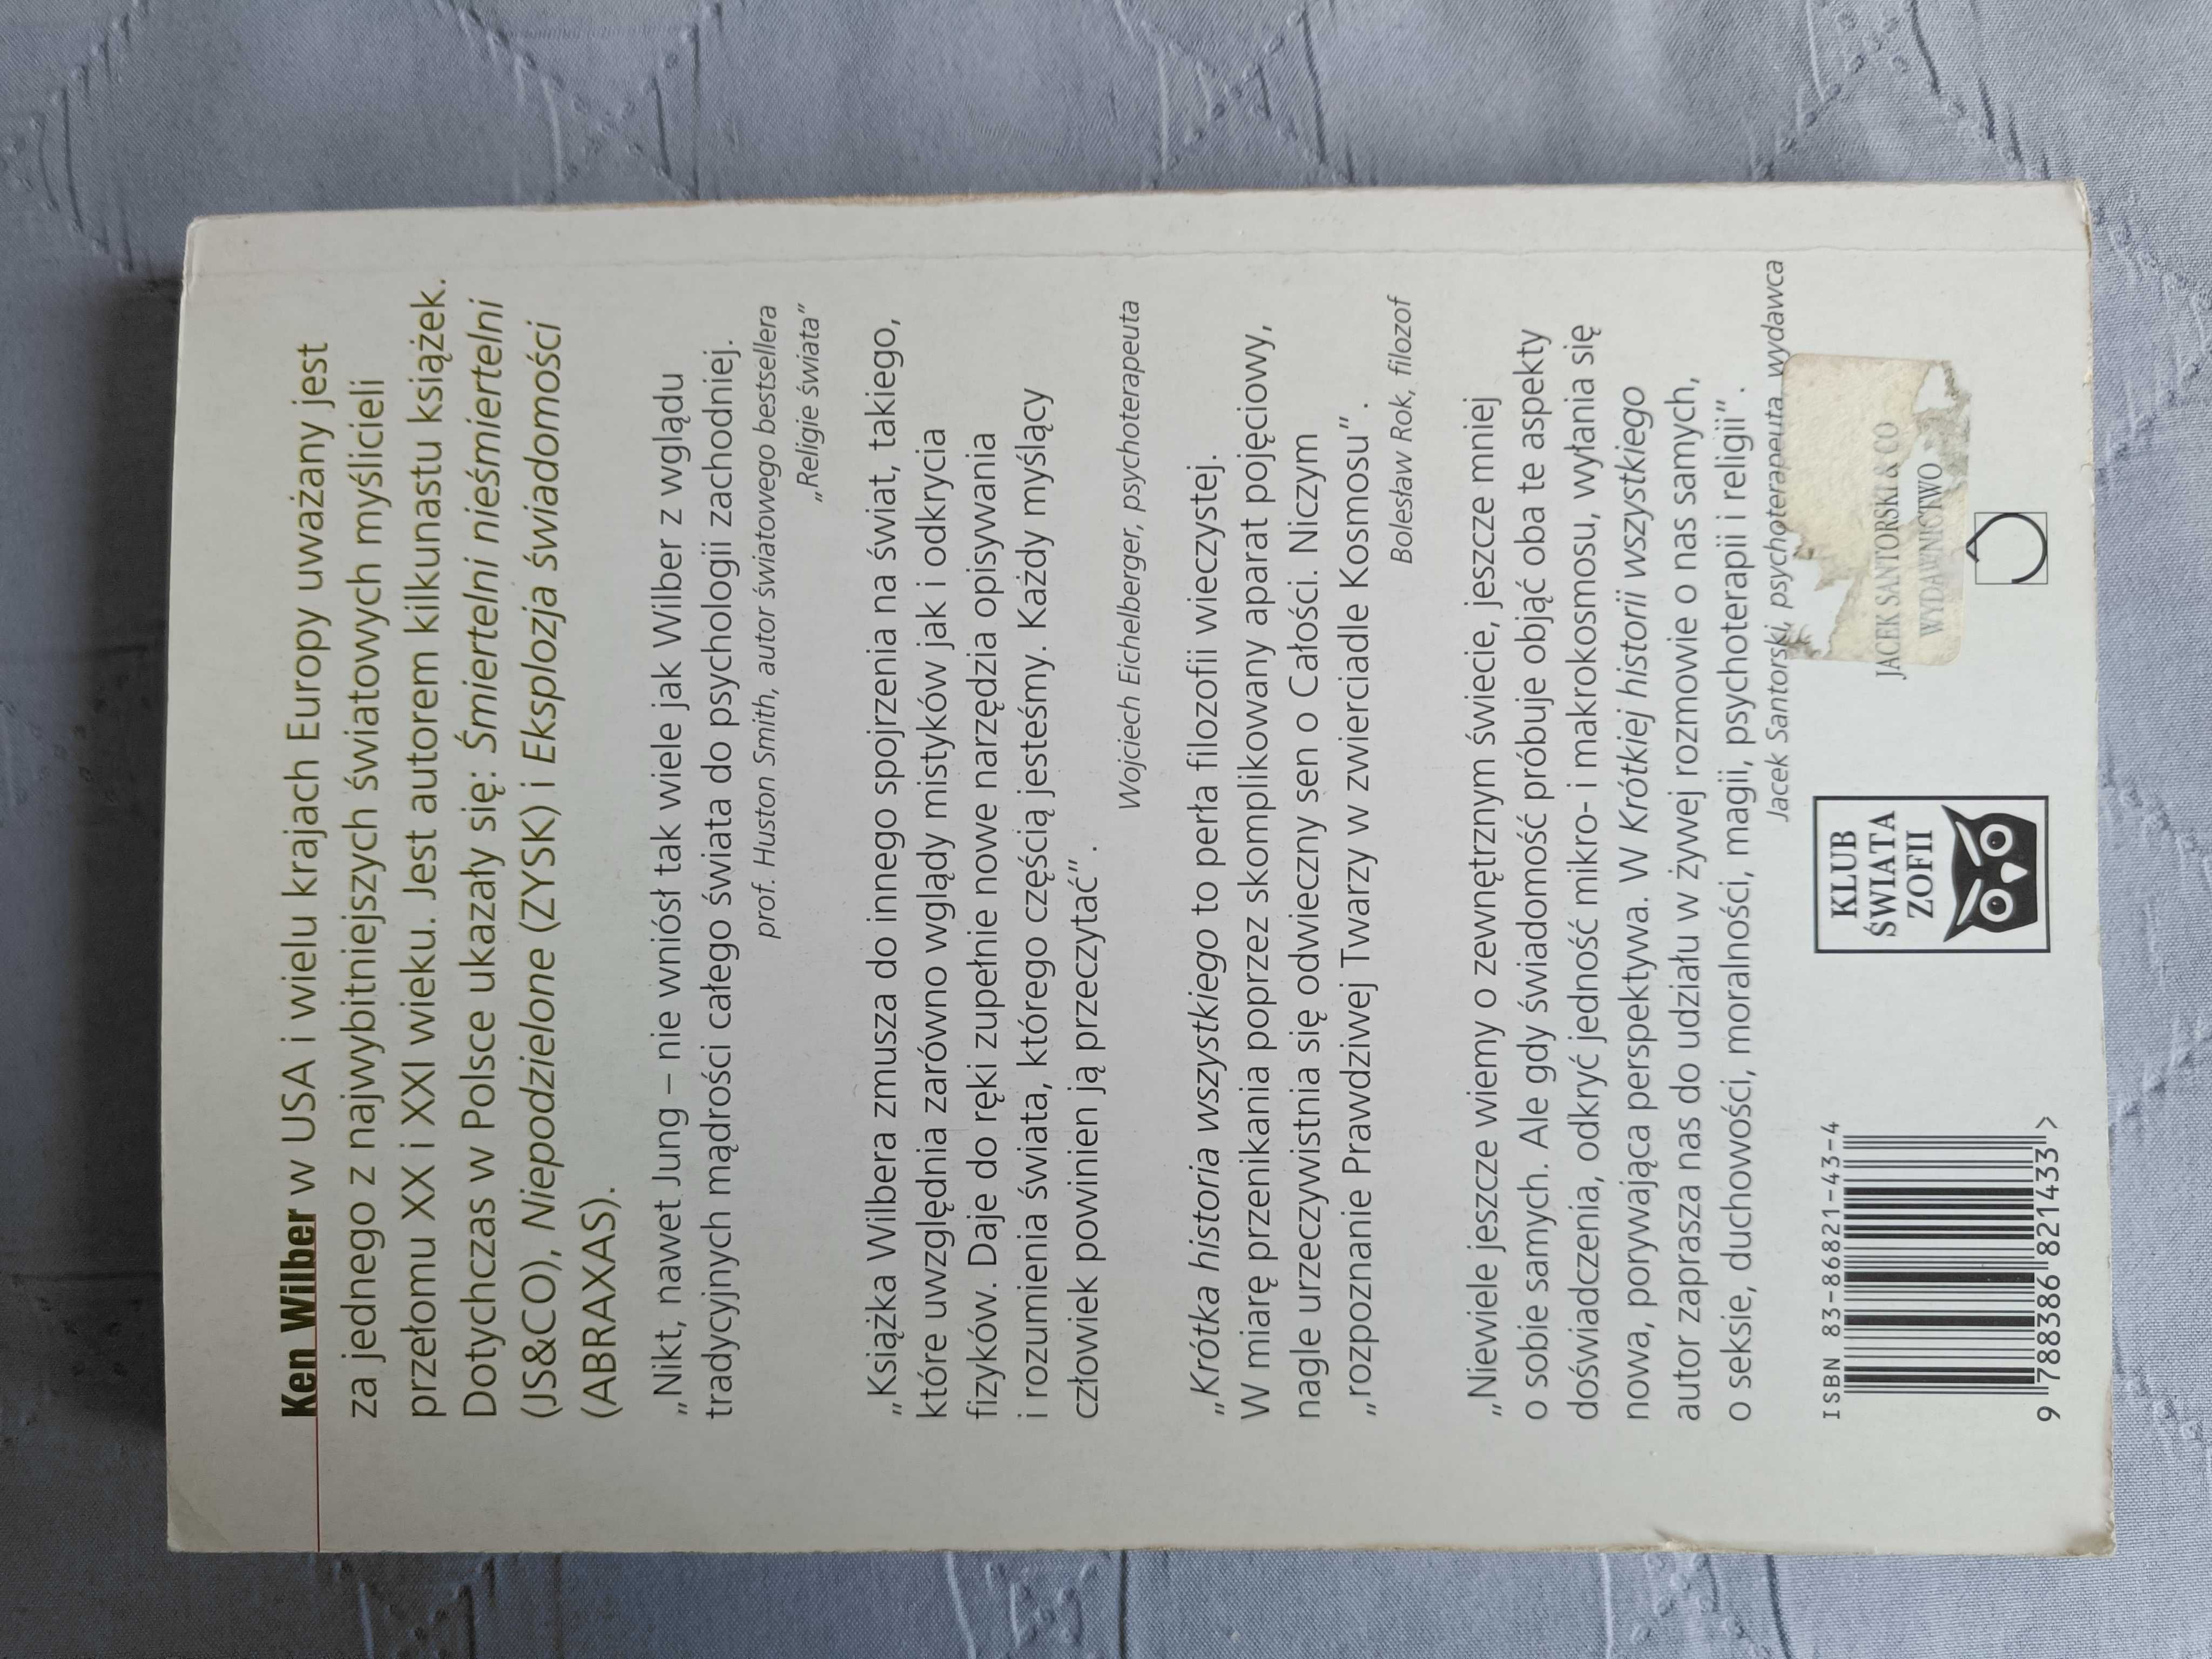 Ken Wilber w USA i wielu krajach Europy uważany jest
za jednego z najwybitniejszych światowych myślicieli
przełomu XX i XXI wieku. Jest autorem kilkunastu książek.
Dotychczas w Polsce ukazały się: Śmiertelni nieśmiertelni
(JS&CO), Niepodzielone (ZYSK) i Eksplozja świadomości
(ABRAXAS).
„Nikt, nawet Jung – nie wniósł tak wiele jak Wilber z wglądu
tradycyjnych mądrości całego świata do psychologii zachodniej.
prof. Huston Smith, autor światowego bestsellera
„Religie świata”
„Książka Wilbera zmusza do innego spojrzenia na świat, takiego,
które uwzględnia zarówno wglądy mistyków jak i odkrycia
fizyków. Daje do ręki zupełnie nowe narzędzia opisywania
i rozumienia świata, którego częścią jesteśmy. Każdy myślący
człowiek powinien ją przeczytać”.
Wojciech Eichelberger, psychoterapeuta
„Krótka historia wszystkiego to perła filozofii wieczystej.
W miarę przenikania poprzez skomplikowany aparat pojęciowy,
nagle urzeczywistnia się odwieczny sen o Całości. Niczym
„rozpoznanie Prawdziwej Twarzy w zwierciadle Kosmosu”.
Bolesław Rok, filozof
„Niewiele jeszcze wiemy o zewnętrznym świecie, jeszcze mniej
o sobie samych. Ale gdy świadomość próbuje objąć oba te aspekty
doświadczenia, odkryć jedność mikro- i makrokosmosu, wyłania się
nowa, porywająca perspektywa. W Krótkiej historii wszystkiego
autor zaprasza nas do udziału w żywej rozmowie o nas samych,
o seksie, duchowości, moralności, magii, psychoterapii i religii”.
Jacek Santorski, psychoterapeuta, wydawca
ISBN 83-86821-43-4
9 788386 821433 >
KLUB
ŚWIATA
ZOFII
JACEK SANTORSKI & CO
WYDAWNICTWO